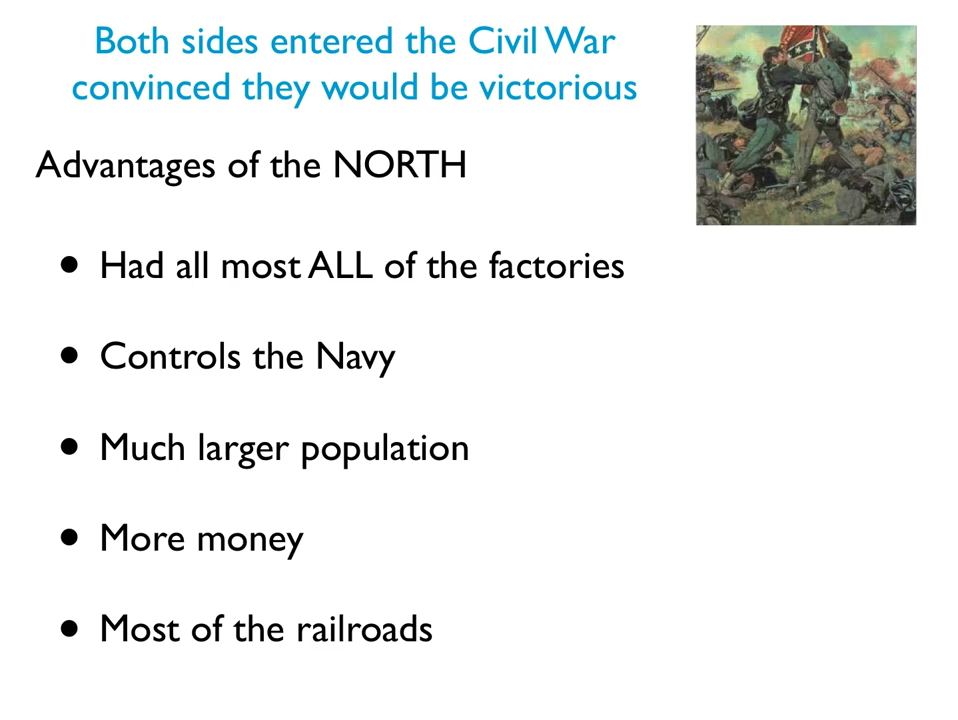 Both sides entered the Civil War
convinced they would be victorious
Advantages of the NORTH
• Had all most ALL of the factories
• Controls the Navy
• Much larger population
• More money
• Most of the railroads